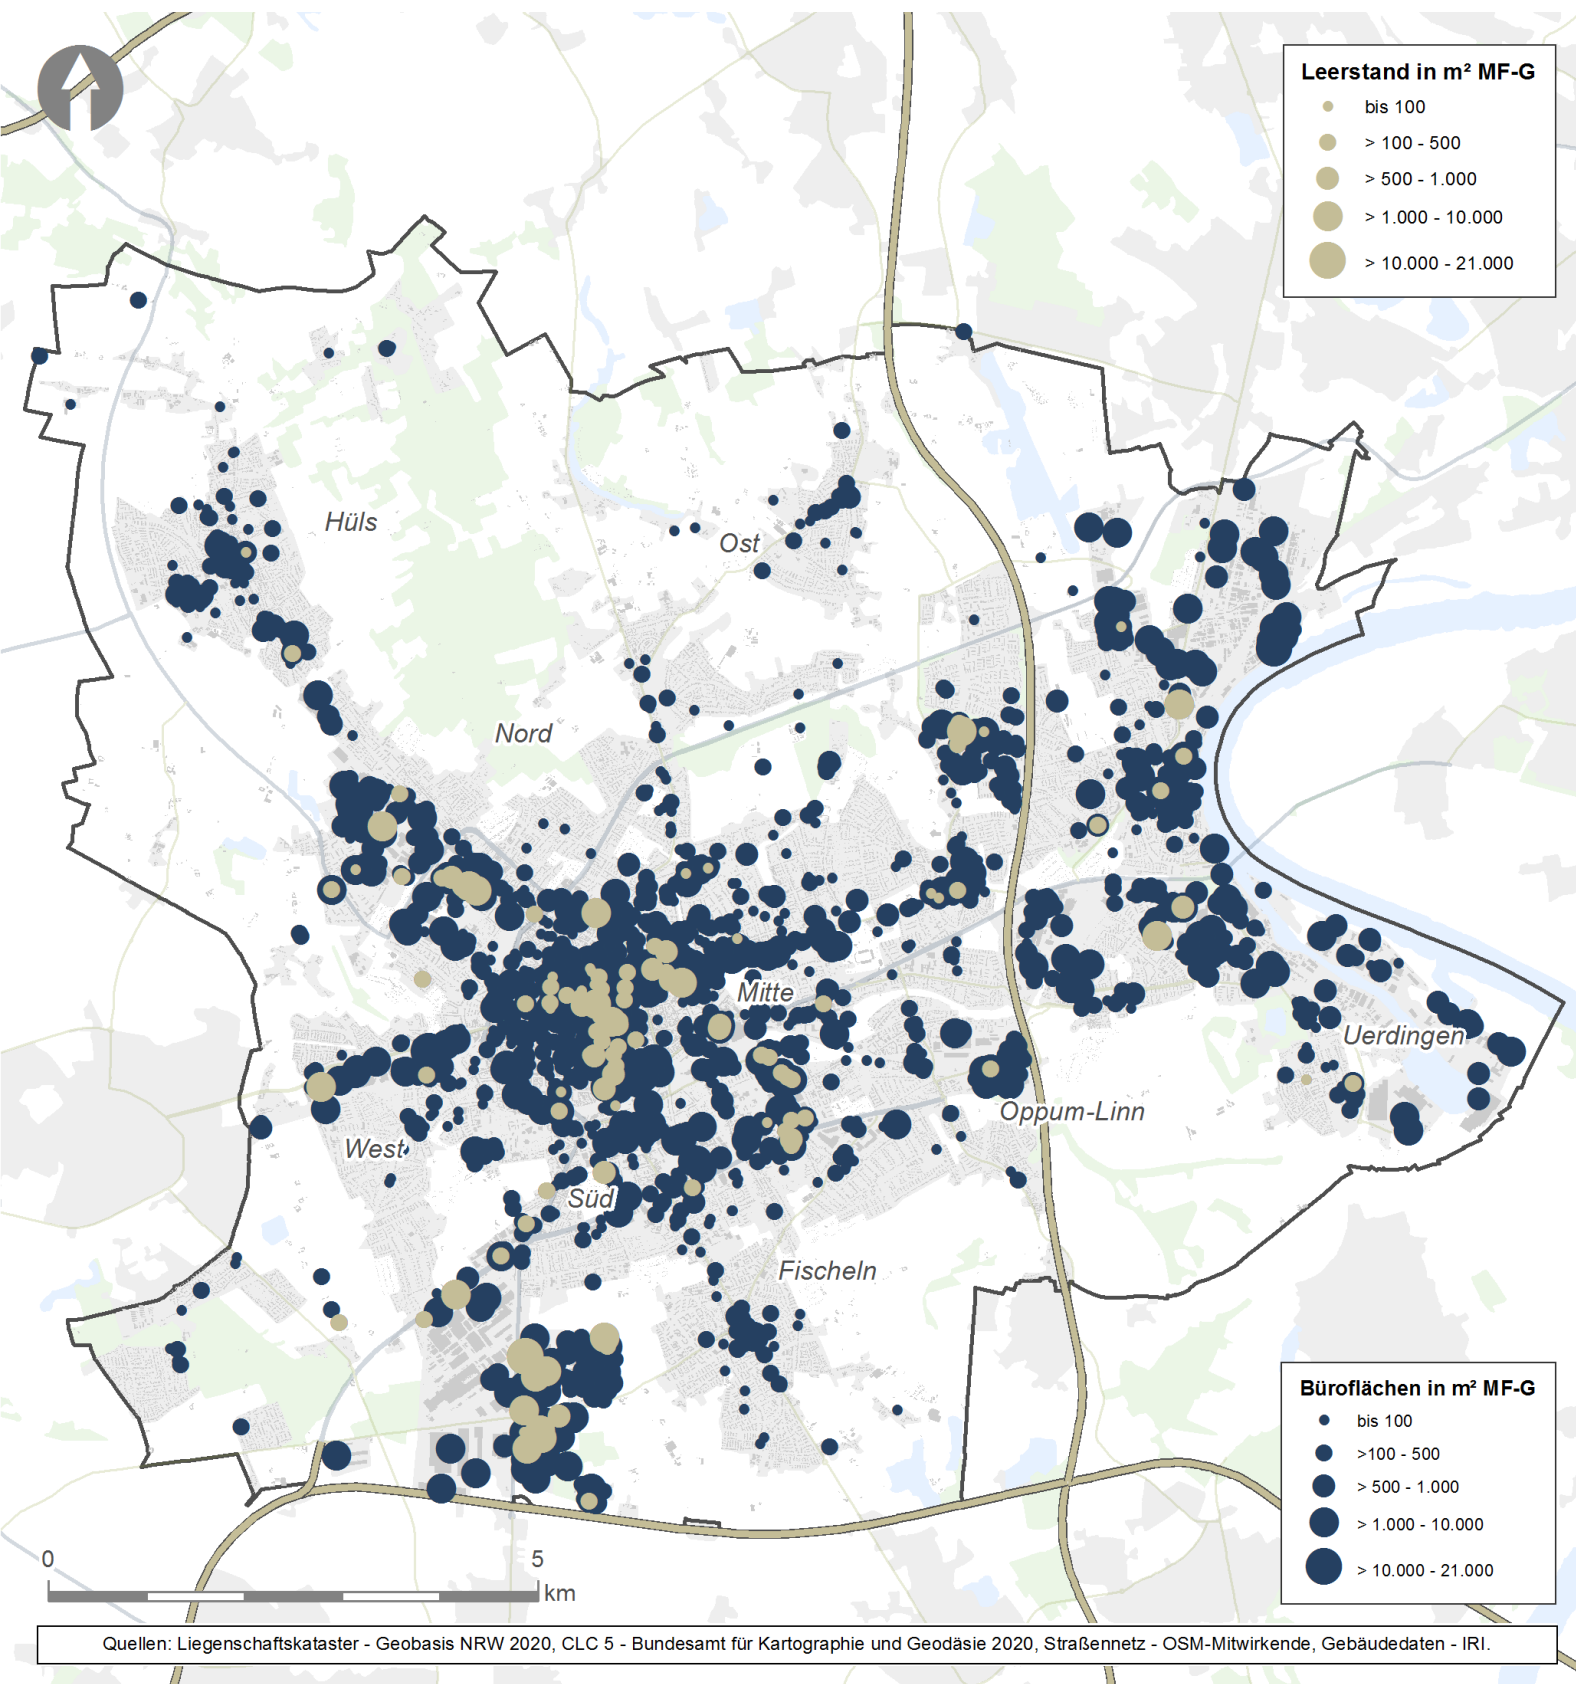 Leerstand in m² MF-G
bis 100
> 100 - 500
> 500 - 1.000
> 1.000 - 10.000
> 10.000 - 21.000
Hüls
Ost
Nord
Mitte
Uerdingen
Oppum-Linn
West
Süd
Fischeln
Büroflächen in m² MF-G
bis 100
>100 - 500
> 500 - 1.000
> 1.000 - 10.000
> 10.000 - 21.000
0 5
km
Quellen: Liegenschaftskataster - Geobasis NRW 2020, CLC 5 - Bundesamt für Kartographie und Geodäsie 2020, Straßennetz - OSM-Mitwirkende, Gebäudedaten - IRI.